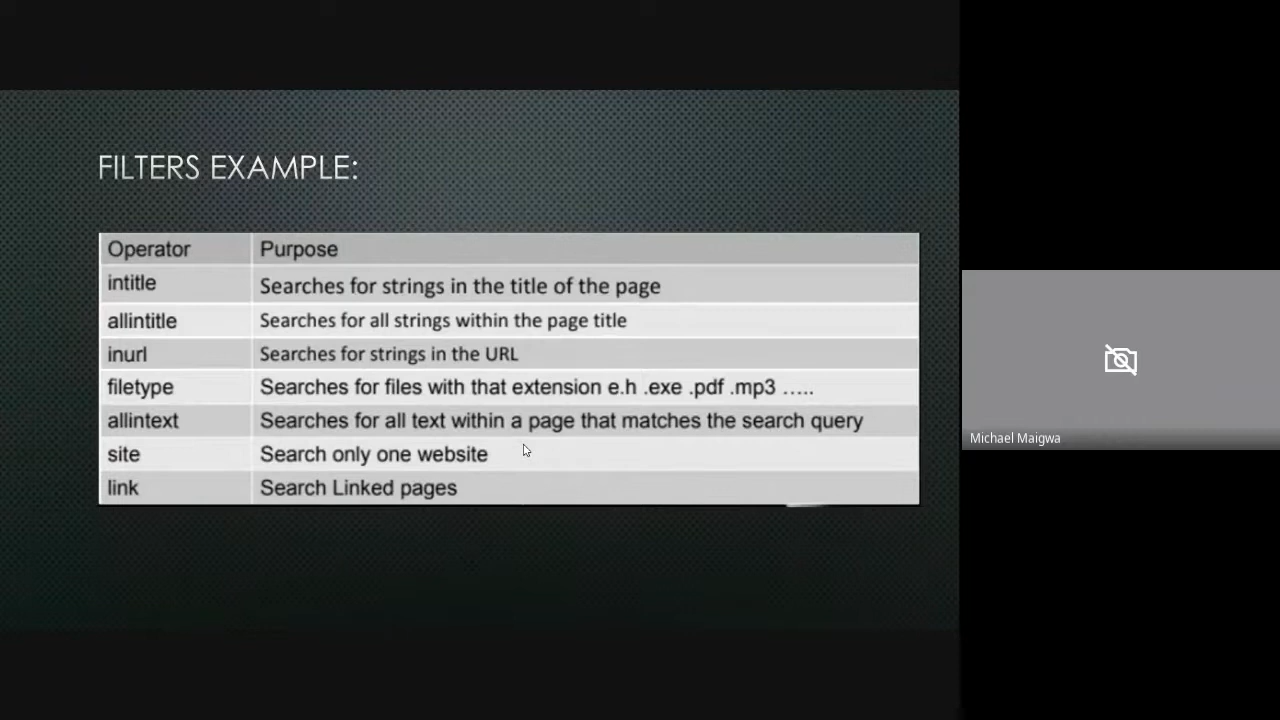 FILTERS EXAMPLE:
Operator Purpose
intitle Searches for strings in the title of the page
allintitle Searches for all strings within the page title
inurl Searches for strings in the URL
filetype Searches for files with that extension e.h .exe .pdf .mp3 …..
allintext Searches for all text within a page that matches the search query
site Search only one website
link Search Linked pages
Michael Maigwa